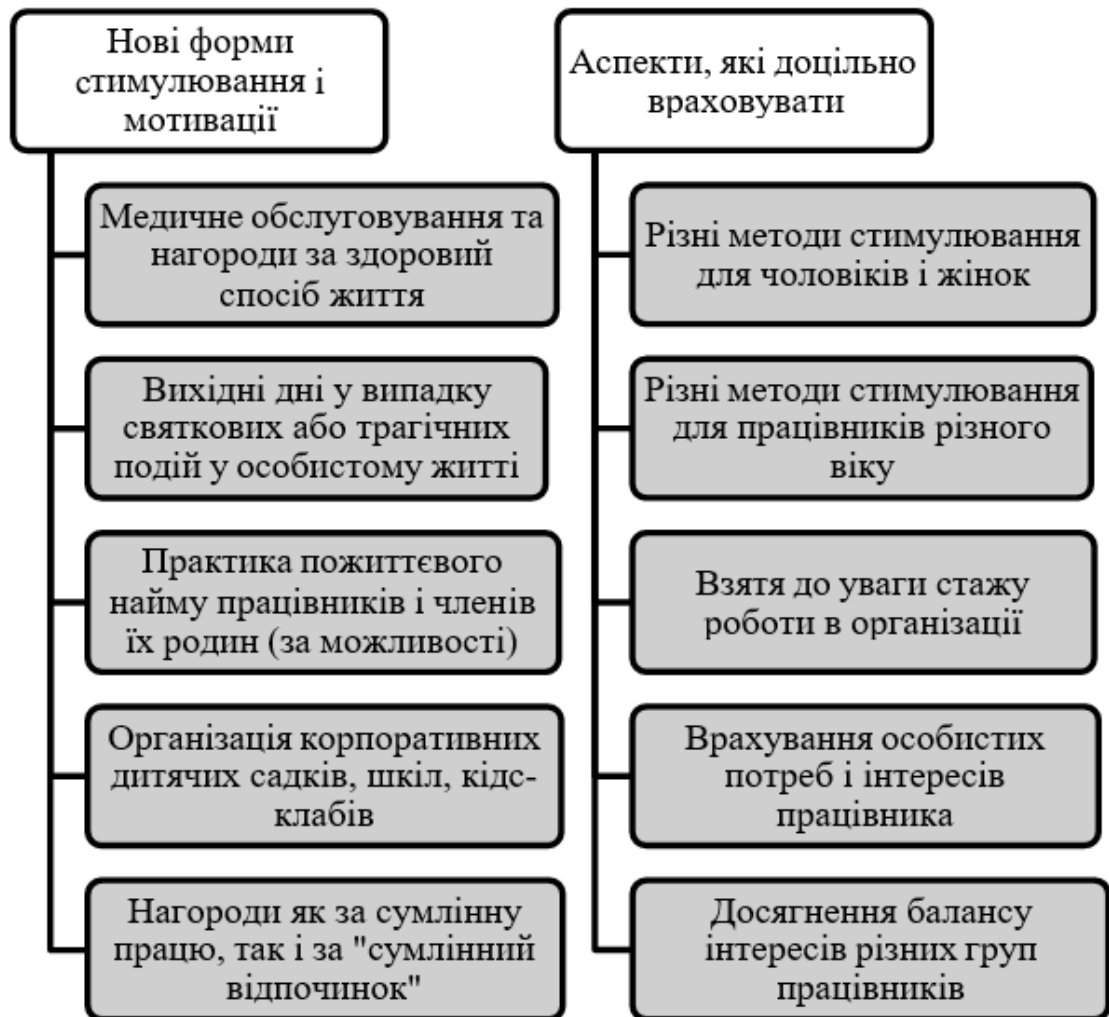 Нові форми
стимулювання і
мотивації
Медичне обслуговування та
нагороди за здоровий
спосіб життя
Вихідні дні у випадку
святкових або трагічних
подій у особистому житті
Практика пожиттєвого
найму працівників і членів
їх родин (за можливості)
Організація корпоративних
дитячих садків, шкіл, кідс-
клабів
Нагороди як за сумлінну
працю, так і за "сумлінний
відпочинок"
Аспекти, які доцільно
враховувати
Різні методи стимулювання
для чоловіків і жінок
Різні методи стимулювання
для працівників різного
віку
Взятя до уваги стажу
роботи в організації
Врахування особистих
потреб і інтересів
працівника
Досягнення балансу
інтересів різних груп
працівників